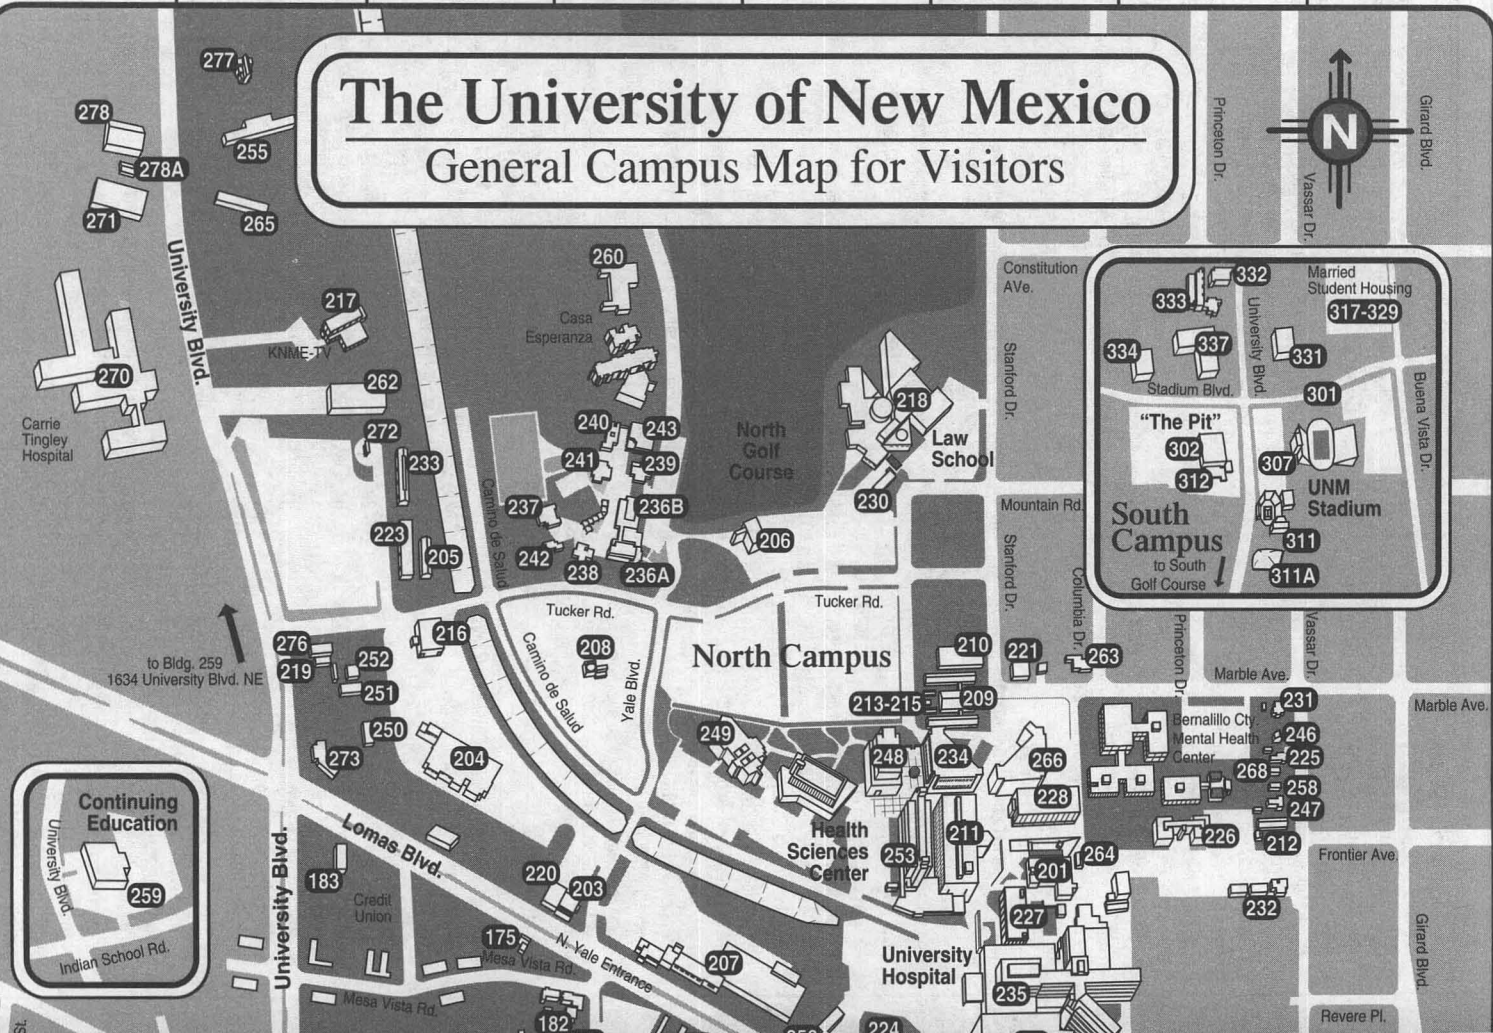 The University of New Mexico
General Campus Map for Visitors
N
Princeton Dr.
Vassar Dr.
Girard Blvd.
277
278
255
278A
271
265
University Blvd.
260
217
KNME-TV
Casa
Esperanza
270
262
Carrie
Tingley
Hospital
272
233
240
243
241
239
237
236B
223
205
242
238
236A
Camino de Salud
North
Golf
Course
218
Law
School
230
206
Constitution
AVe.
Stanford Dr.
Mountain Rd.
Stanford Dr.
Columbia Dr.
332
333
Married
Student Housing
317-329
University Blvd.
334
337
331
Stadium Blvd.
301
"The Pit"
302
312
307
UNM
Stadium
Buena Vista Dr.
South
Campus
to South
Golf Course
311
311A
Tucker Rd.
Tucker Rd.
216
276
219
252
251
to Bldg. 259
1634 University Blvd. NE
208
Camino de Salud
Yale Blvd.
North Campus
210
221
263
Princeton Dr.
Vassar Dr.
Marble Ave.
213-215
209
231
Marble Ave.
250
273
204
249
248
234
266
Bernalillo Cty.
Mental Health
Center
246
225
268
258
247
228
226
212
Continuing
Education
University Blvd.
259
Indian School Rd.
Lomas Blvd.
University Blvd.
183
Credit
Union
220
203
Health
Sciences
Center
253
211
201
264
Frontier Ave.
232
227
175
Mesa Vista Rd.
N. Yale Entrance
207
University
Hospital
235
Girard Blvd.
Mesa Vista Rd.
182
224
Revere Pl.
St.